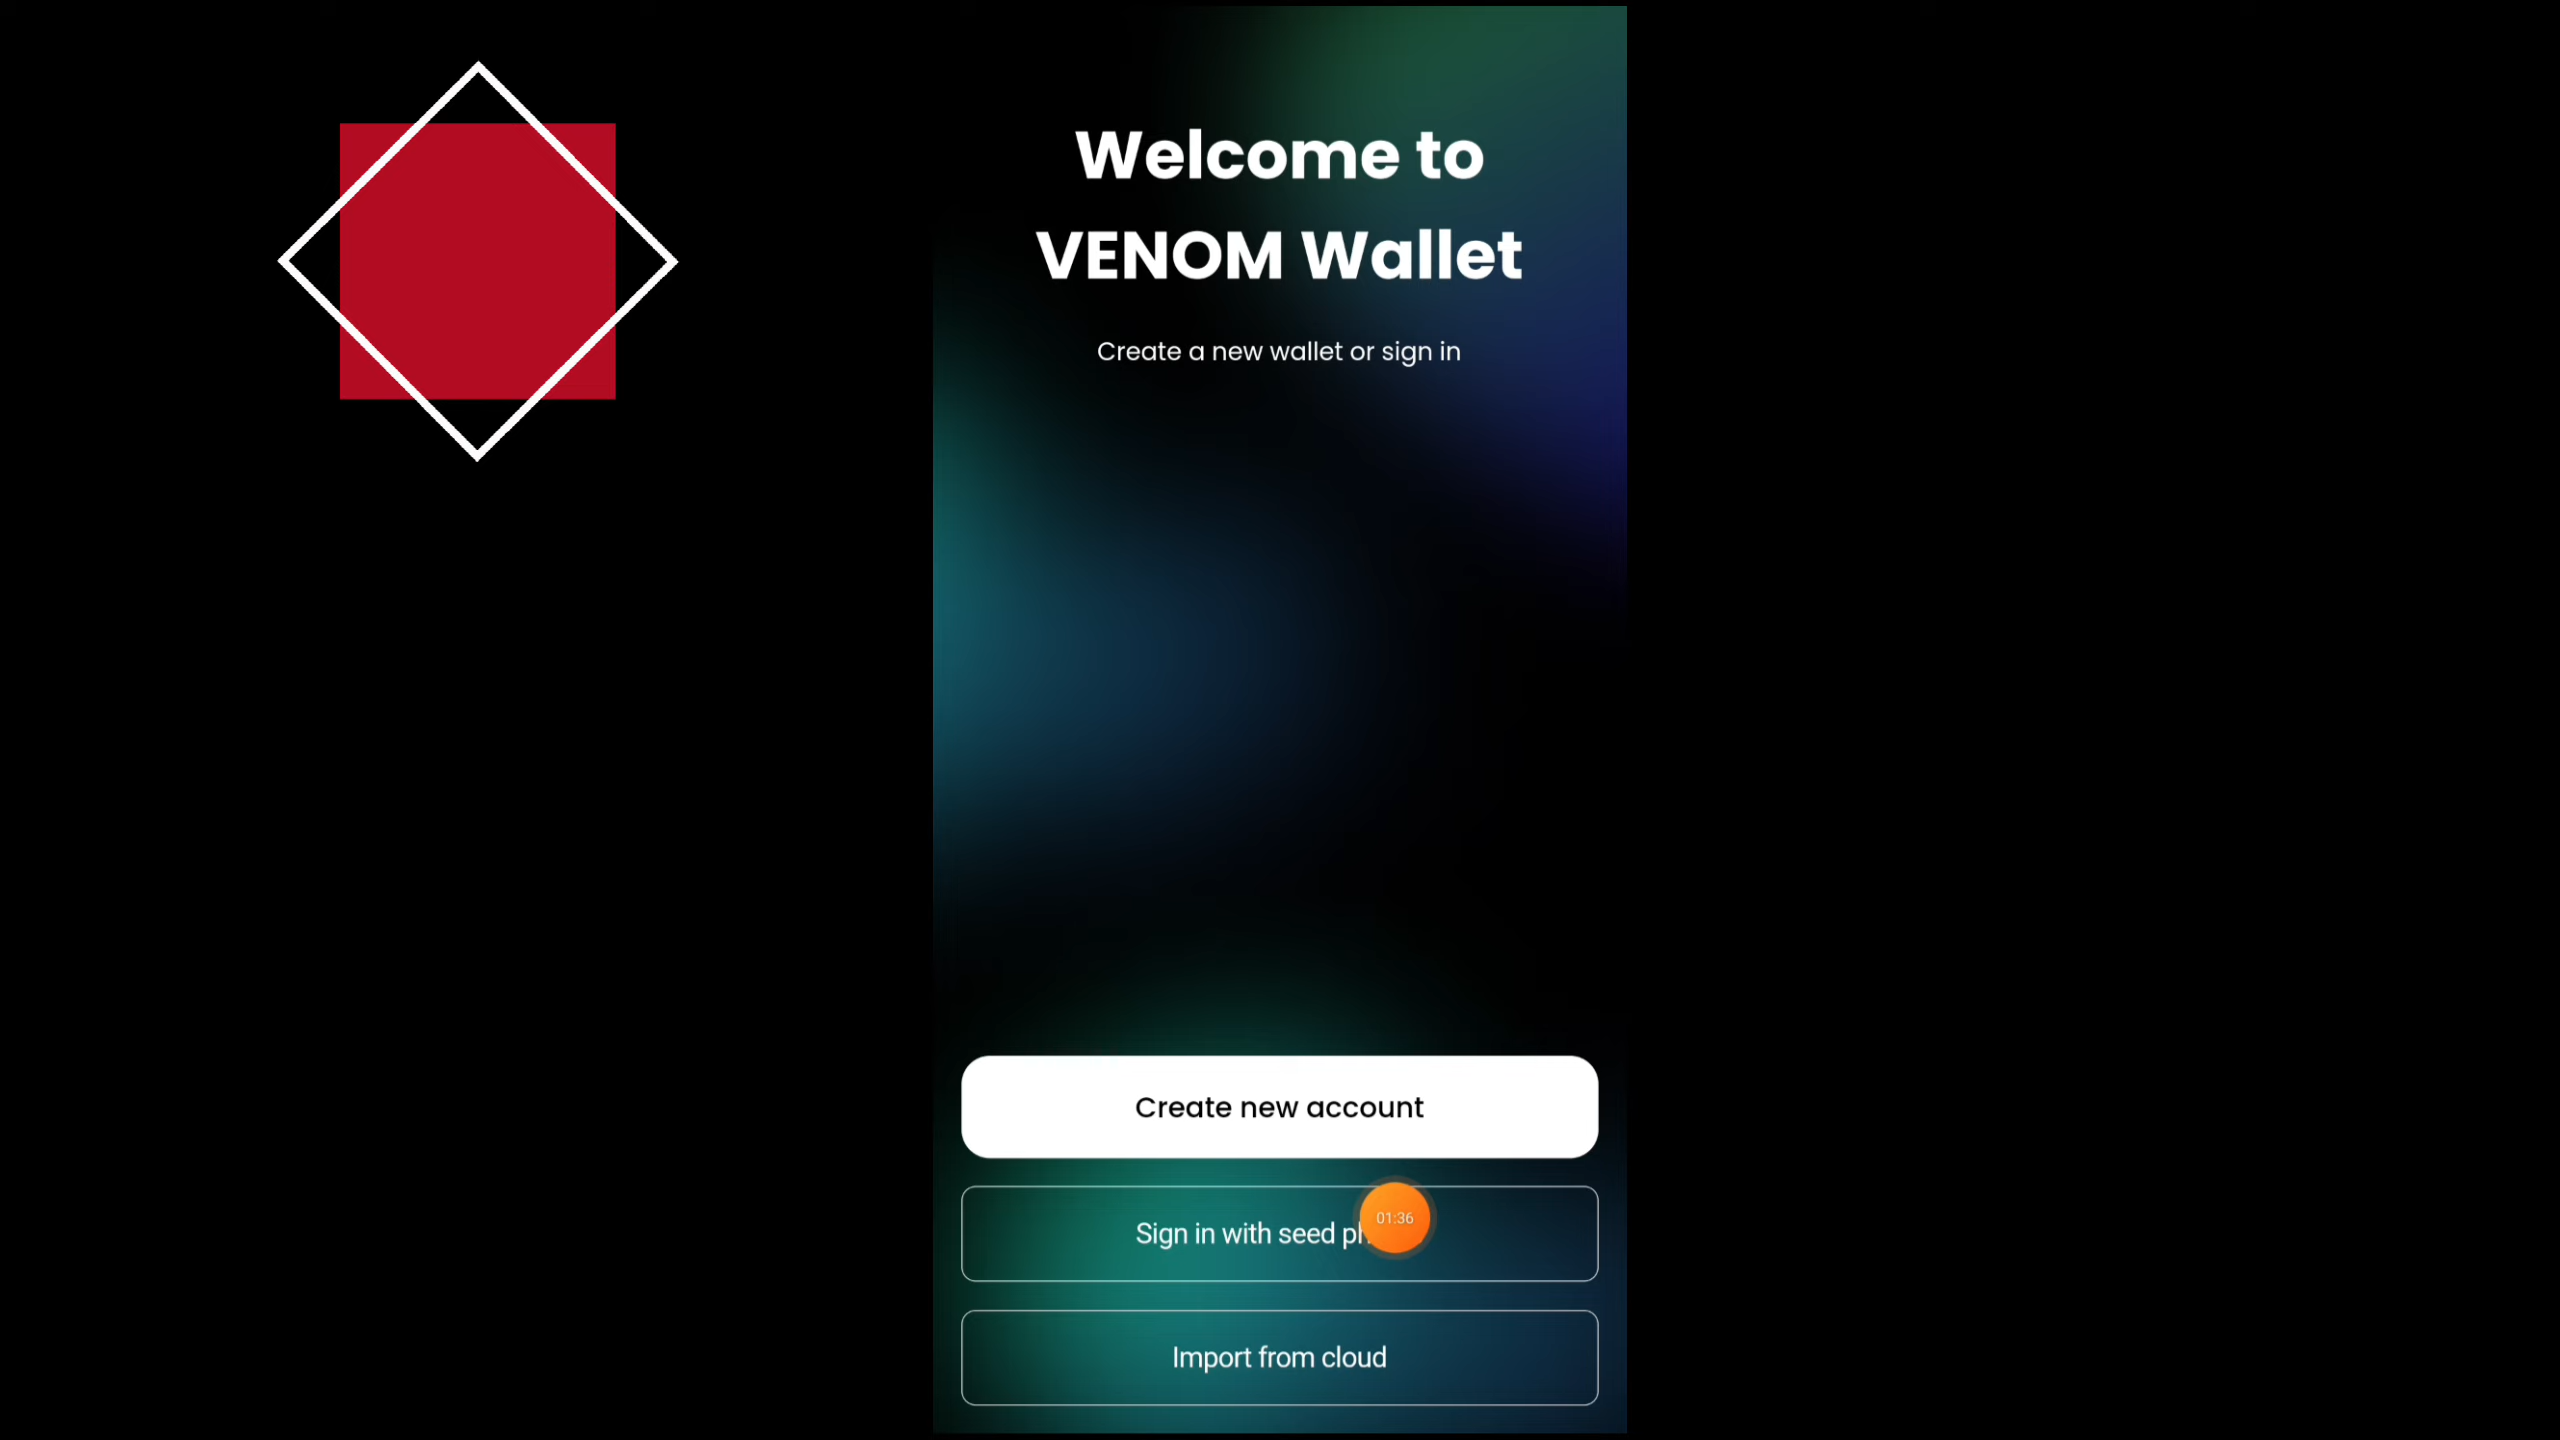 Welcome to
VENOM Wallet
Create a new wallet or sign in
Create new account
Sign in with seed
01:36
Import from cloud